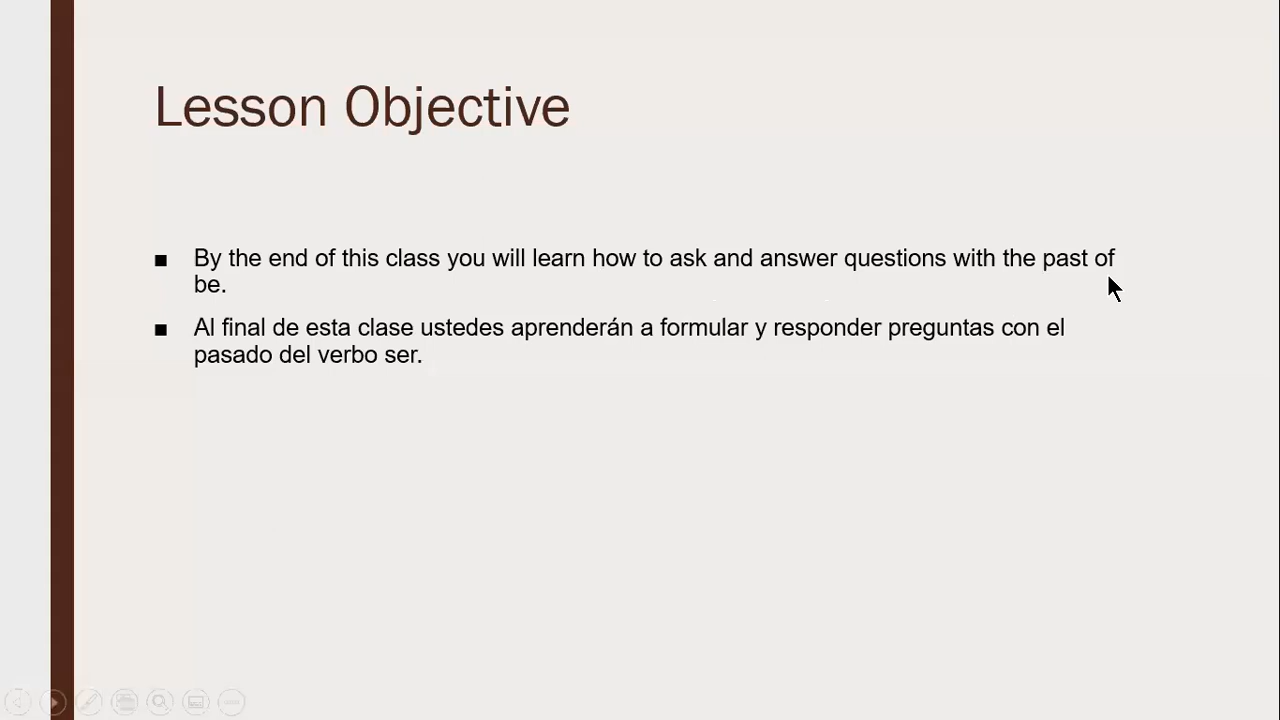 Lesson Objective
■ By the end of this class you will learn how to ask and answer questions with the past of
be.
■ Al final de esta clase ustedes aprenderán a formular y responder preguntas con el
pasado del verbo ser.